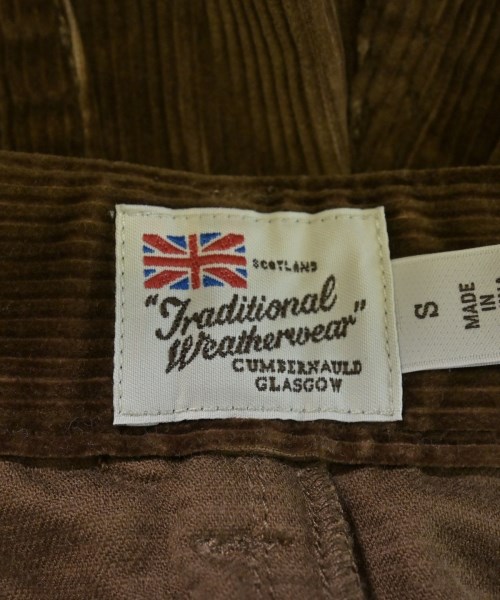 SCOTLAND
"Traditional
Weatherwear"
CUMBERNAULD
GLASGOW
S
MADE
IN